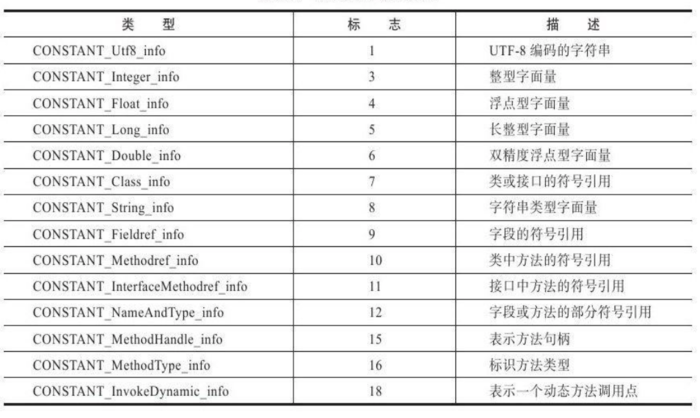 类 型 标 志 描 述
CONSTANT_Utf8_info 1 UTF-8 编码的字符串
CONSTANT_Integer_info 3 整型字面量
CONSTANT_Float_info 4 浮点型字面量
CONSTANT_Long_info 5 长整型字面量
CONSTANT_Double_info 6 双精度浮点型字面量
CONSTANT_Class_info 7 类或接口的符号引用
CONSTANT_String_info 8 字符串类型字面量
CONSTANT_Fieldref_info 9 字段的符号引用
CONSTANT_Methodref_info 10 类中方法的符号引用
CONSTANT_InterfaceMethodref_info 11 接口中方法的符号引用
CONSTANT_NameAndType_info 12 字段或方法的部分符号引用
CONSTANT_MethodHandle_info 15 表示方法句柄
CONSTANT_MethodType_info 16 标识方法类型
CONSTANT_InvokeDynamic_info 18 表示一个动态方法调用点